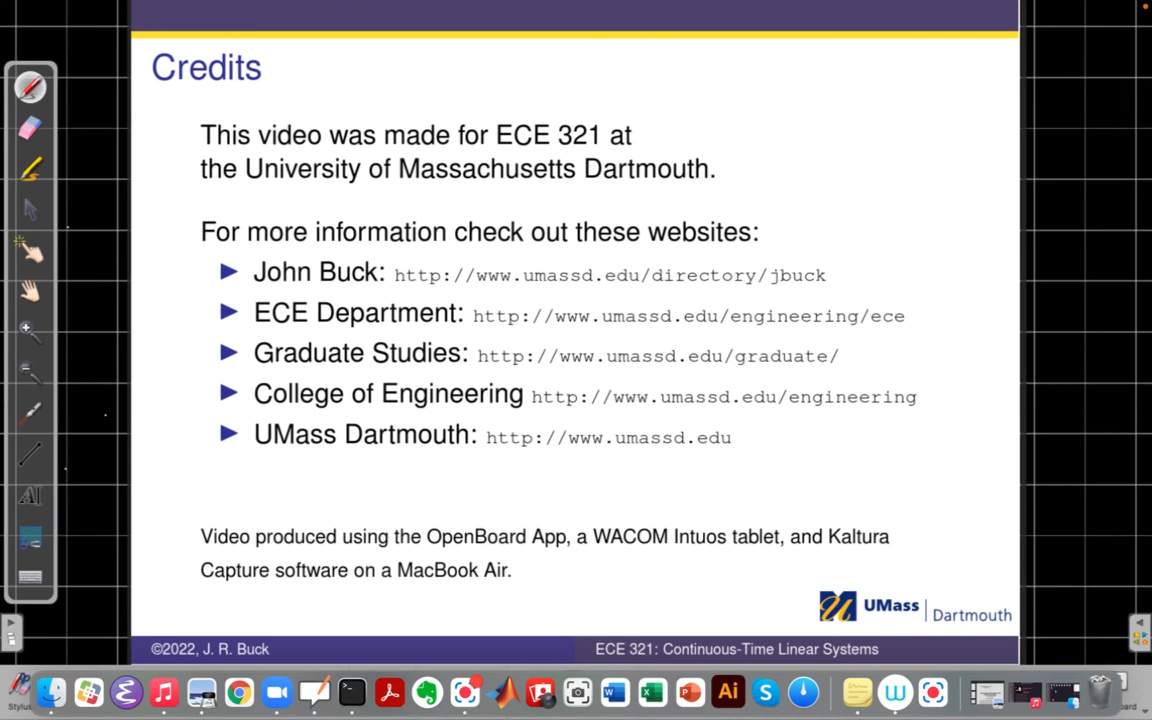 Credits
This video was made for ECE 321 at
the University of Massachusetts Dartmouth.
For more information check out these websites:
John Buck: http://www.umassd.edu/directory/jbuck
ECE Department: http://www.umassd.edu/engineering/ece
Graduate Studies: http://www.umassd.edu/graduate/
College of Engineering http://www.umassd.edu/engineering
UMass Dartmouth: http://www.umassd.edu
Video produced using the OpenBoard App, a WACOM Intuos tablet, and Kaltura
Capture software on a MacBook Air.
UMass | Dartmouth
©2022, J. R. Buck ECE 321: Continuous-Time Linear Systems
AI
Ai